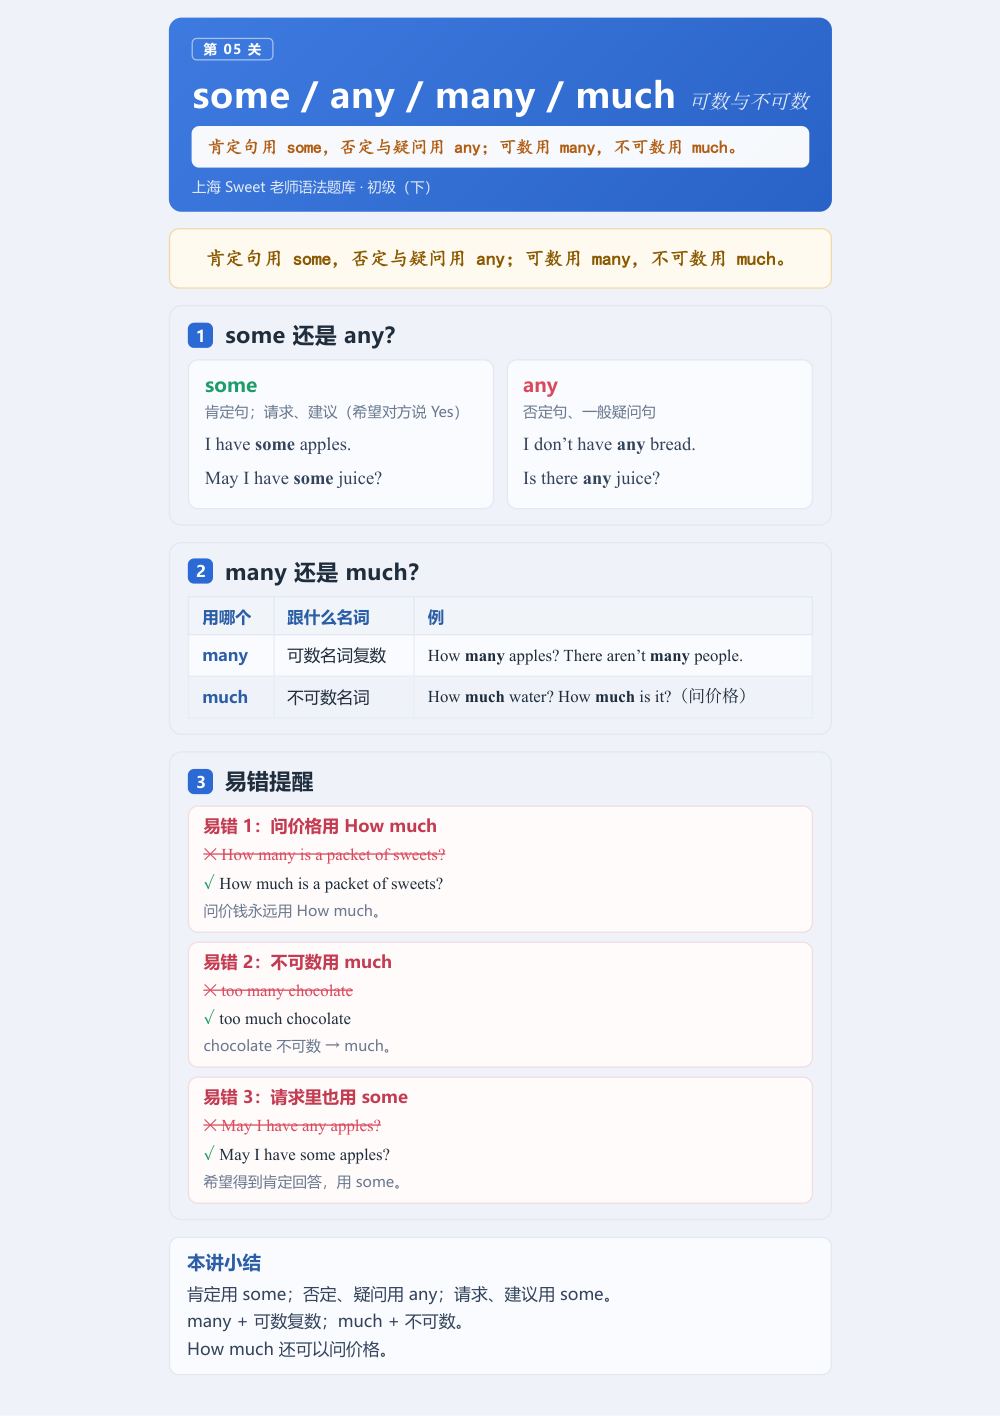 第 05 关
some / any / many / much 可数与不可数
肯定句用 some，否定与疑问用 any；可数用 many，不可数用 much。
上海 Sweet 老师语法题库 · 初级（下）
肯定句用 some，否定与疑问用 any；可数用 many，不可数用 much。
1 some 还是 any？
some
肯定句；请求、建议（希望对方说 Yes）
I have some apples.
May I have some juice?
any
否定句、一般疑问句
I don’t have any bread.
Is there any juice?
2 many 还是 much？
用哪个 跟什么名词 例
many 可数名词复数 How many apples? There aren’t many people.
much 不可数名词 How much water? How much is it?（问价格）
3 易错提醒
易错 1：问价格用 How much
✕ How many is a packet of sweets?
√ How much is a packet of sweets?
问价钱永远用 How much。
易错 2：不可数用 much
✕ too many chocolate
√ too much chocolate
chocolate 不可数 → much。
易错 3：请求里也用 some
✕ May I have any apples?
√ May I have some apples?
希望得到肯定回答，用 some。
本讲小结
肯定用 some；否定、疑问用 any；请求、建议用 some。
many + 可数复数；much + 不可数。
How much 还可以问价格。